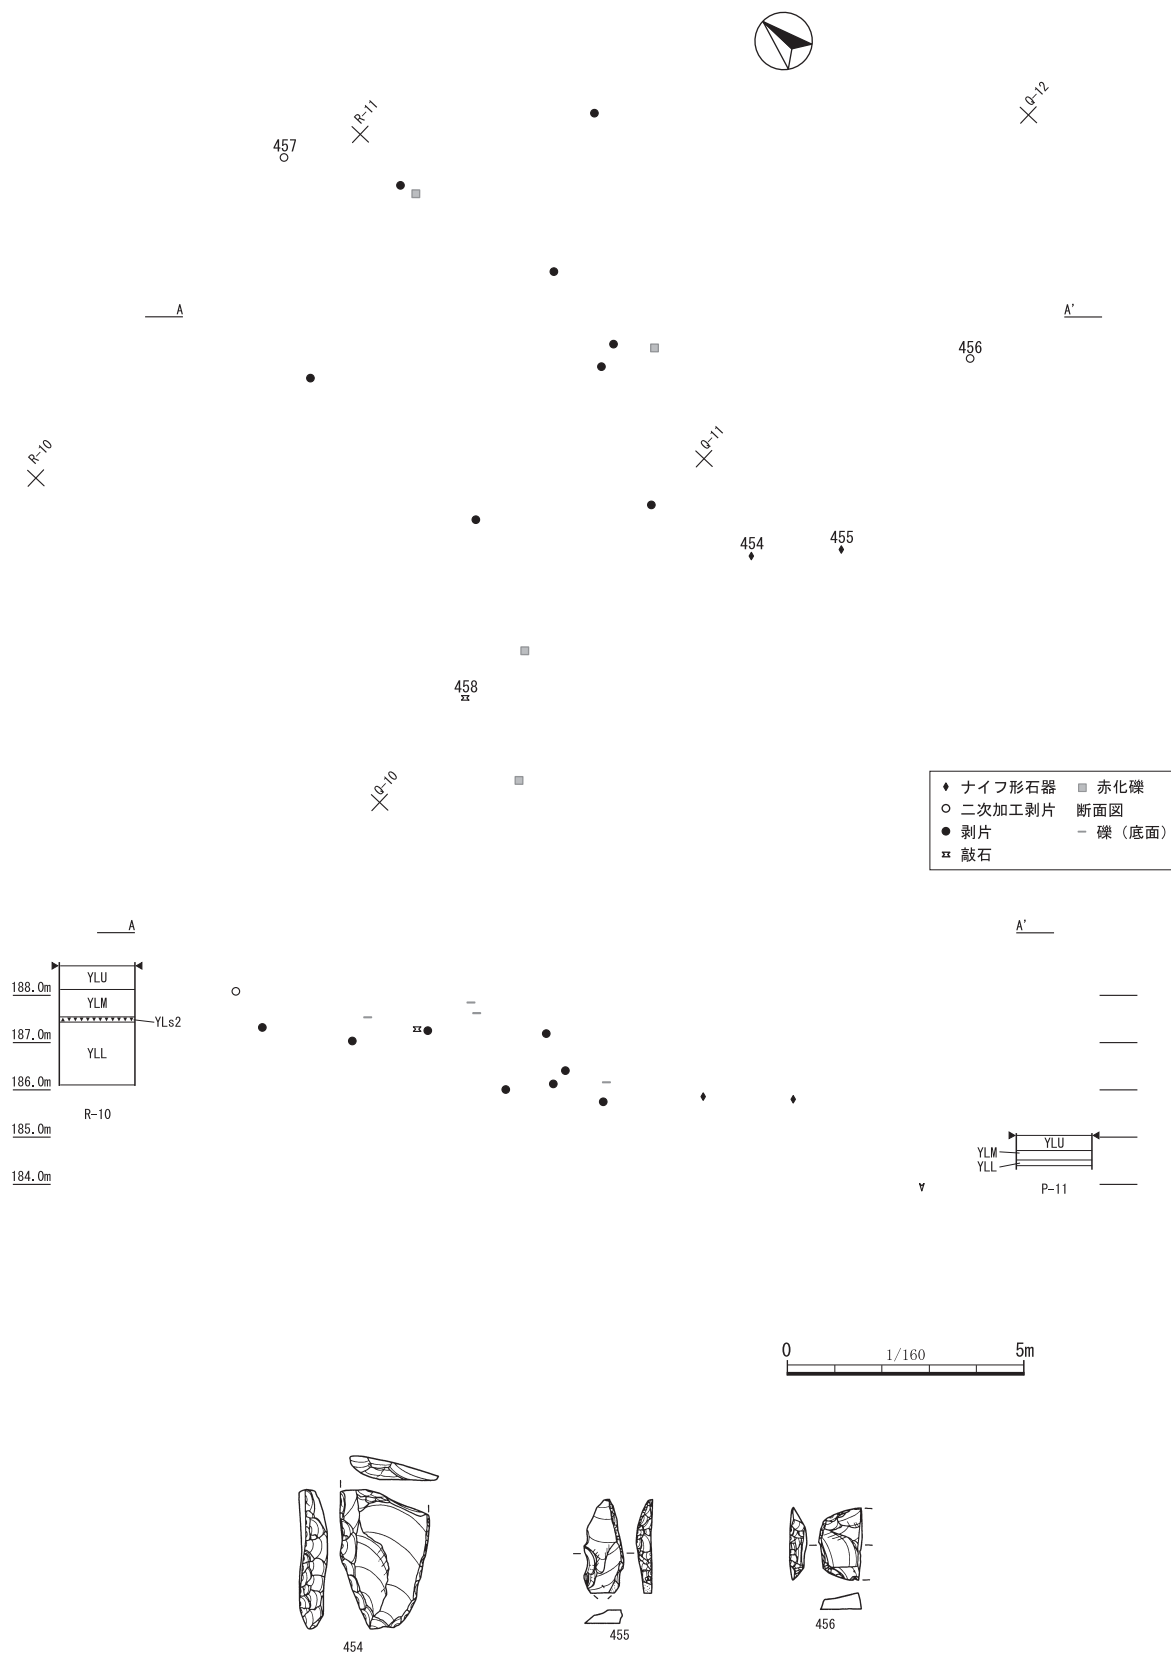 R-11
Q-12
457
A
A'
456
R-10
Q-11
454
455
458
Q-10
ナイフ形石器
赤化礫
二次加工剥片
断面図
剥片
礫（底面）
敲石
A
A'
YLU
188.0m
YLM
YLs2
187.0m
YLL
186.0m
R-10
185.0m
YLU
YLM
YLL
184.0m
P-11
0
1/160
5m
454
455
456